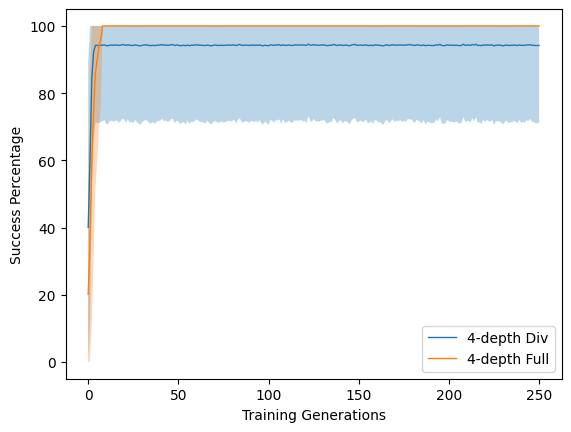 100
80
60
40
20
0
Success Percentage
4-depth Div
4-depth Full
0 50 100 150 200 250
Training Generations